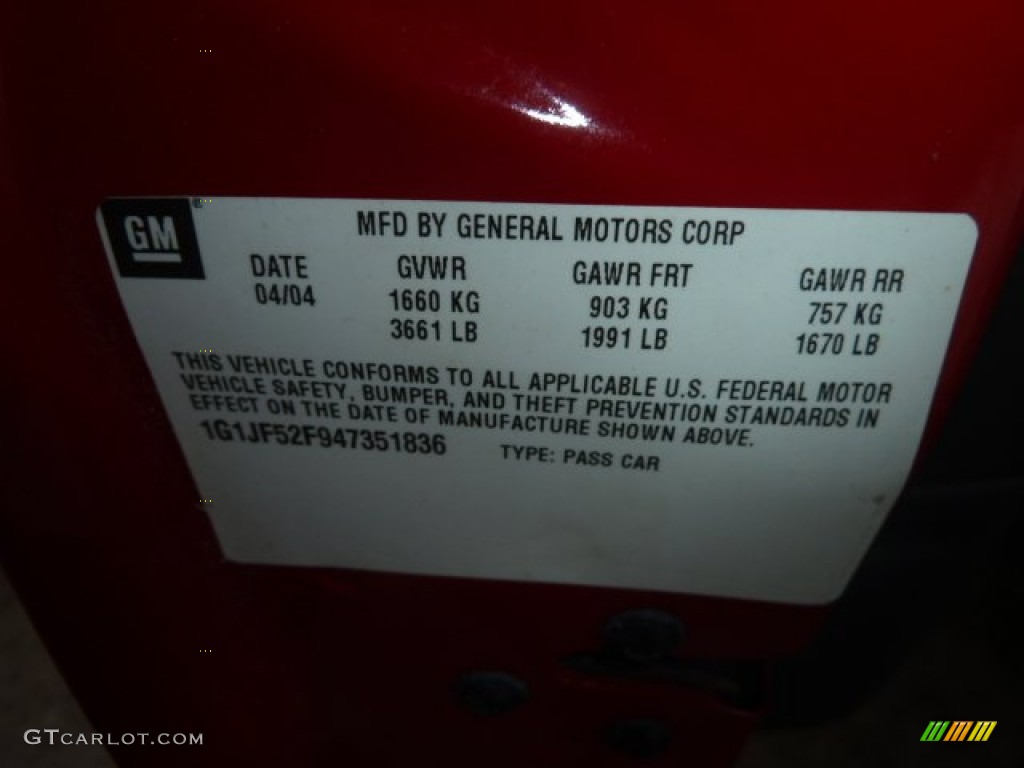 GM
MFD BY GENERAL MOTORS CORP
DATE GVWR GAWR FRT GAWR RR
04/04 1660 KG 903 KG 757 KG
3661 LB 1991 LB 1670 LB
THIS VEHICLE CONFORMS TO ALL APPLICABLE U.S. FEDERAL MOTOR
VEHICLE SAFETY, BUMPER, AND THEFT PREVENTION STANDARDS IN
EFFECT ON THE DATE OF MANUFACTURE SHOWN ABOVE.
1G1JF52F947351836 TYPE: PASS CAR
GTCARLOT.COM